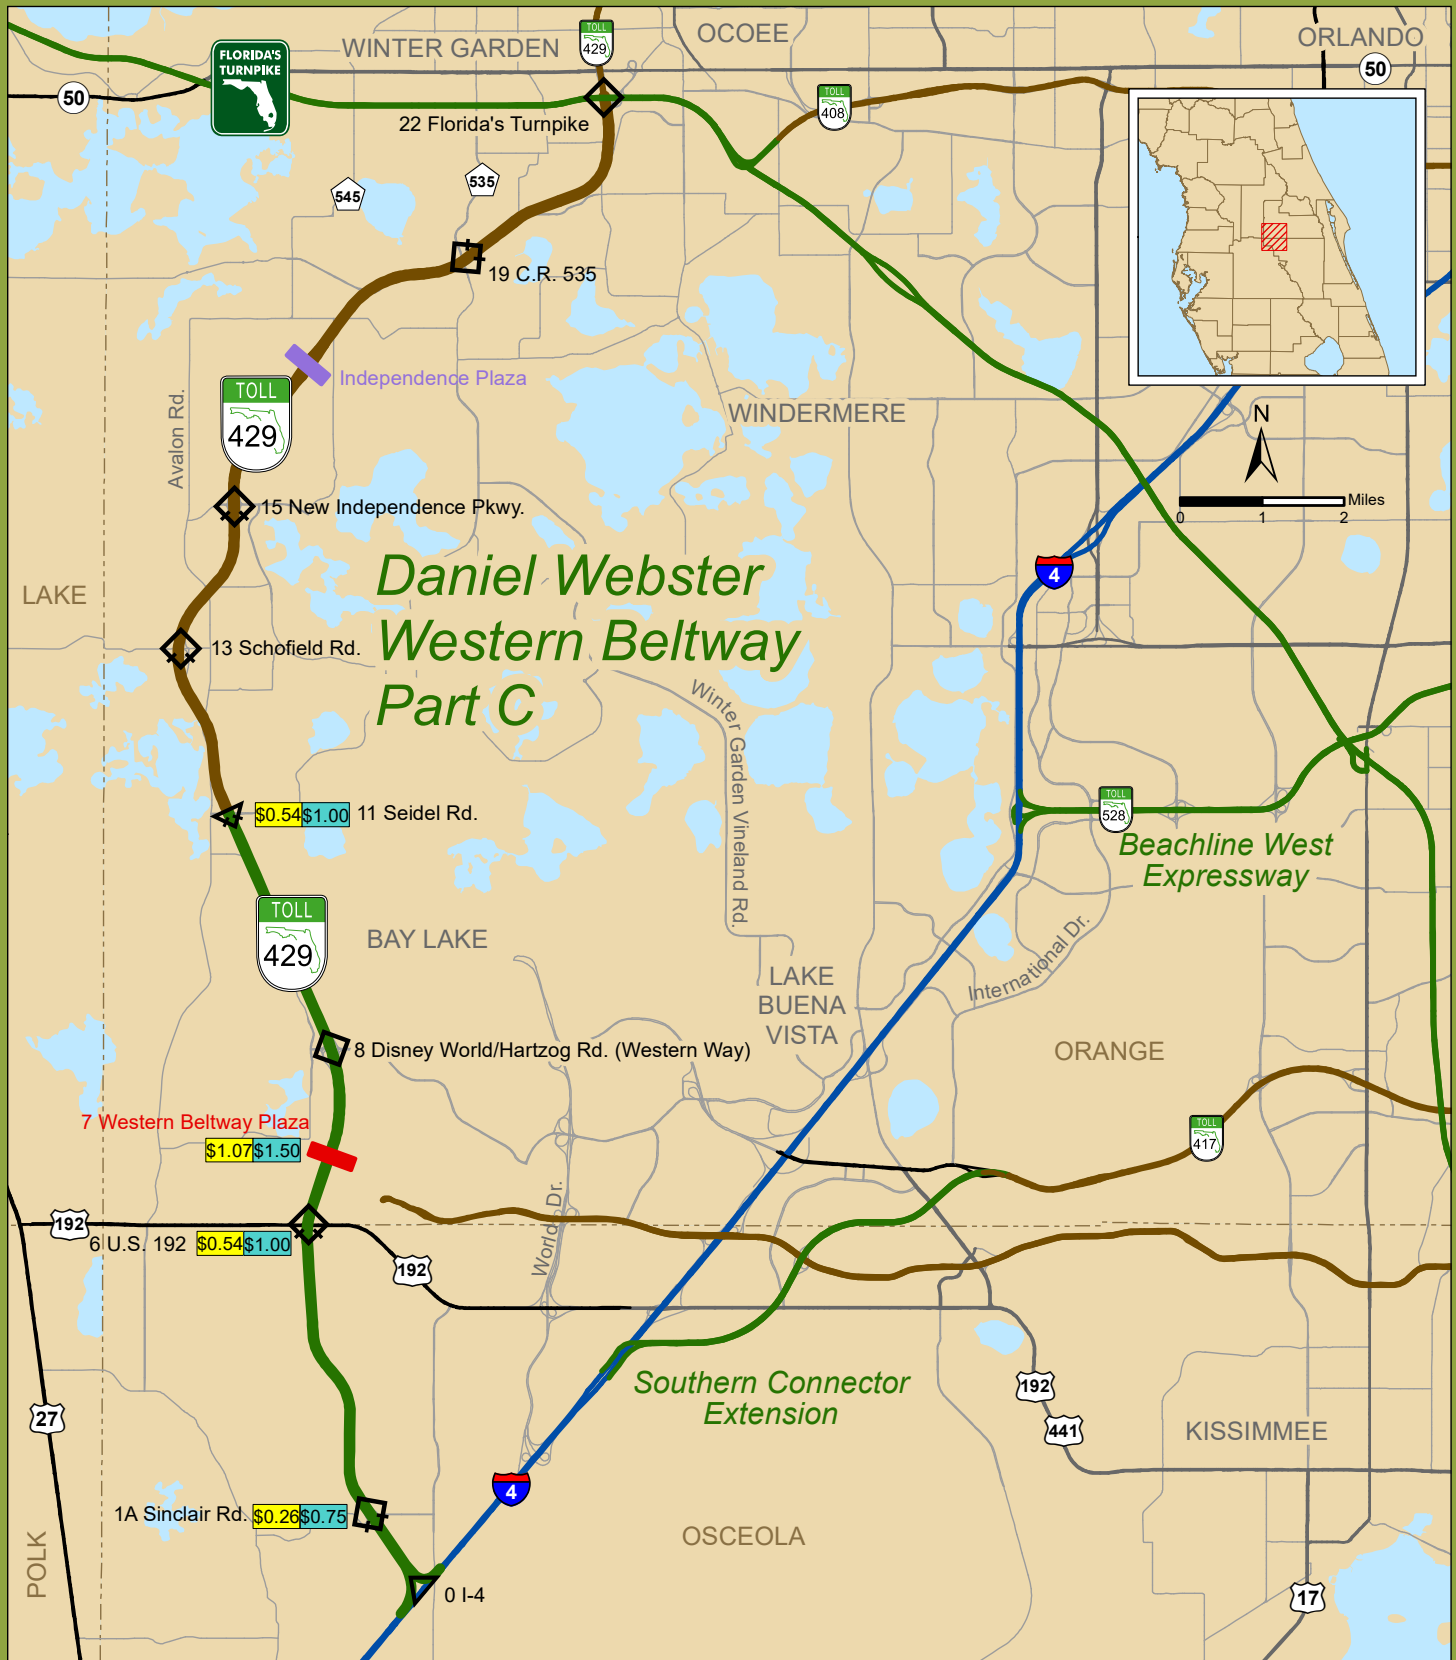 WINTER GARDEN
TOLL
429
OCOEE
ORLANDO
FLORIDA'S
TURNPIKE
50
50
22 Florida's Turnpike
TOLL
408
545
535
19 C.R. 535
Independence Plaza
TOLL
429
Avalon Rd.
WINDERMERE
N
Miles
0 1 2
15 New Independence Pkwy.
Daniel Webster
Western Beltway
Part C
4
LAKE
13 Schofield Rd.
Winter Garden Vineland Rd.
$0.54 $1.00 11 Seidel Rd.
TOLL
528
Beachline West
Expressway
TOLL
429
BAY LAKE
LAKE
BUENA
VISTA
International Dr.
8 Disney World/Hartzog Rd. (Western Way)
ORANGE
7 Western Beltway Plaza
$1.07 $1.50
TOLL
417
192
6 U.S. 192 $0.54 $1.00
192
World Dr.
Southern Connector
Extension
192
441
27
KISSIMMEE
4
1A Sinclair Rd. $0.26 $0.75
OSCEOLA
POLK
0 I-4
17